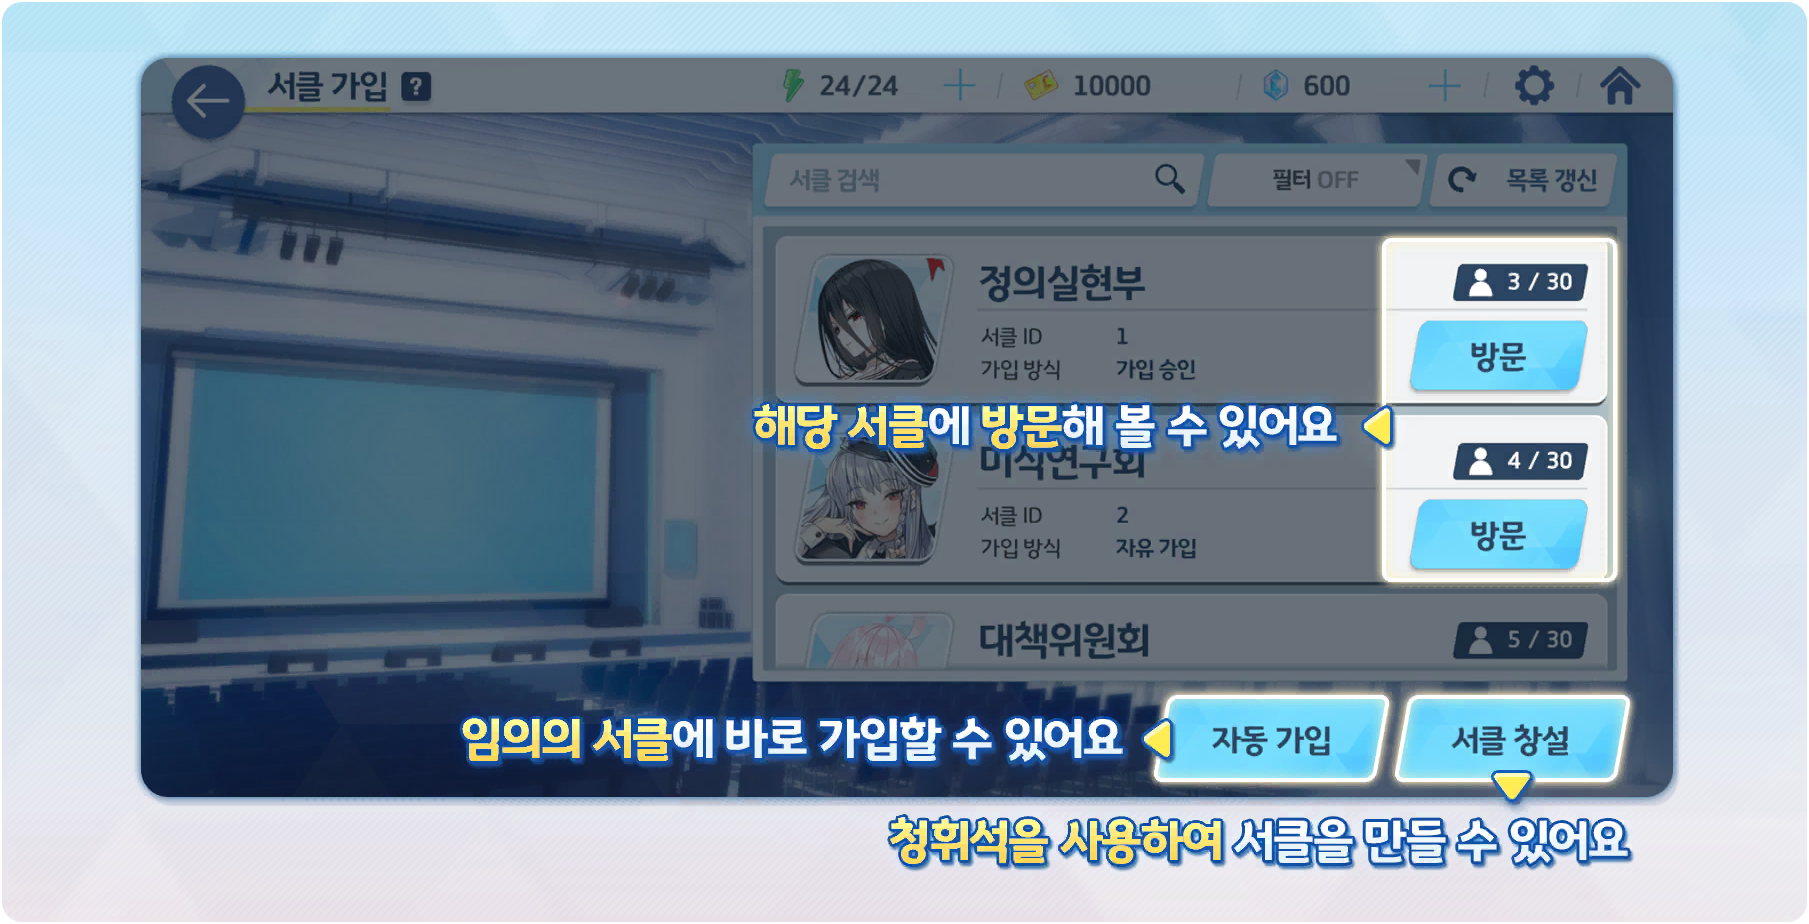 서클 가입 ?
24/24
10000
600
서클 검색
필터 OFF
목록 갱신
정의실현부
3 / 30
서클 ID 1
가입 방식 가입 승인
방문
해당 서클에 방문해 볼 수 있어요
미식연구회
4 / 30
서클 ID 2
가입 방식 자유 가입
방문
대책위원회
5 / 30
임의의 서클에 바로 가입할 수 있어요
자동 가입
서클 창설
청휘석을 사용하여 서클을 만들 수 있어요